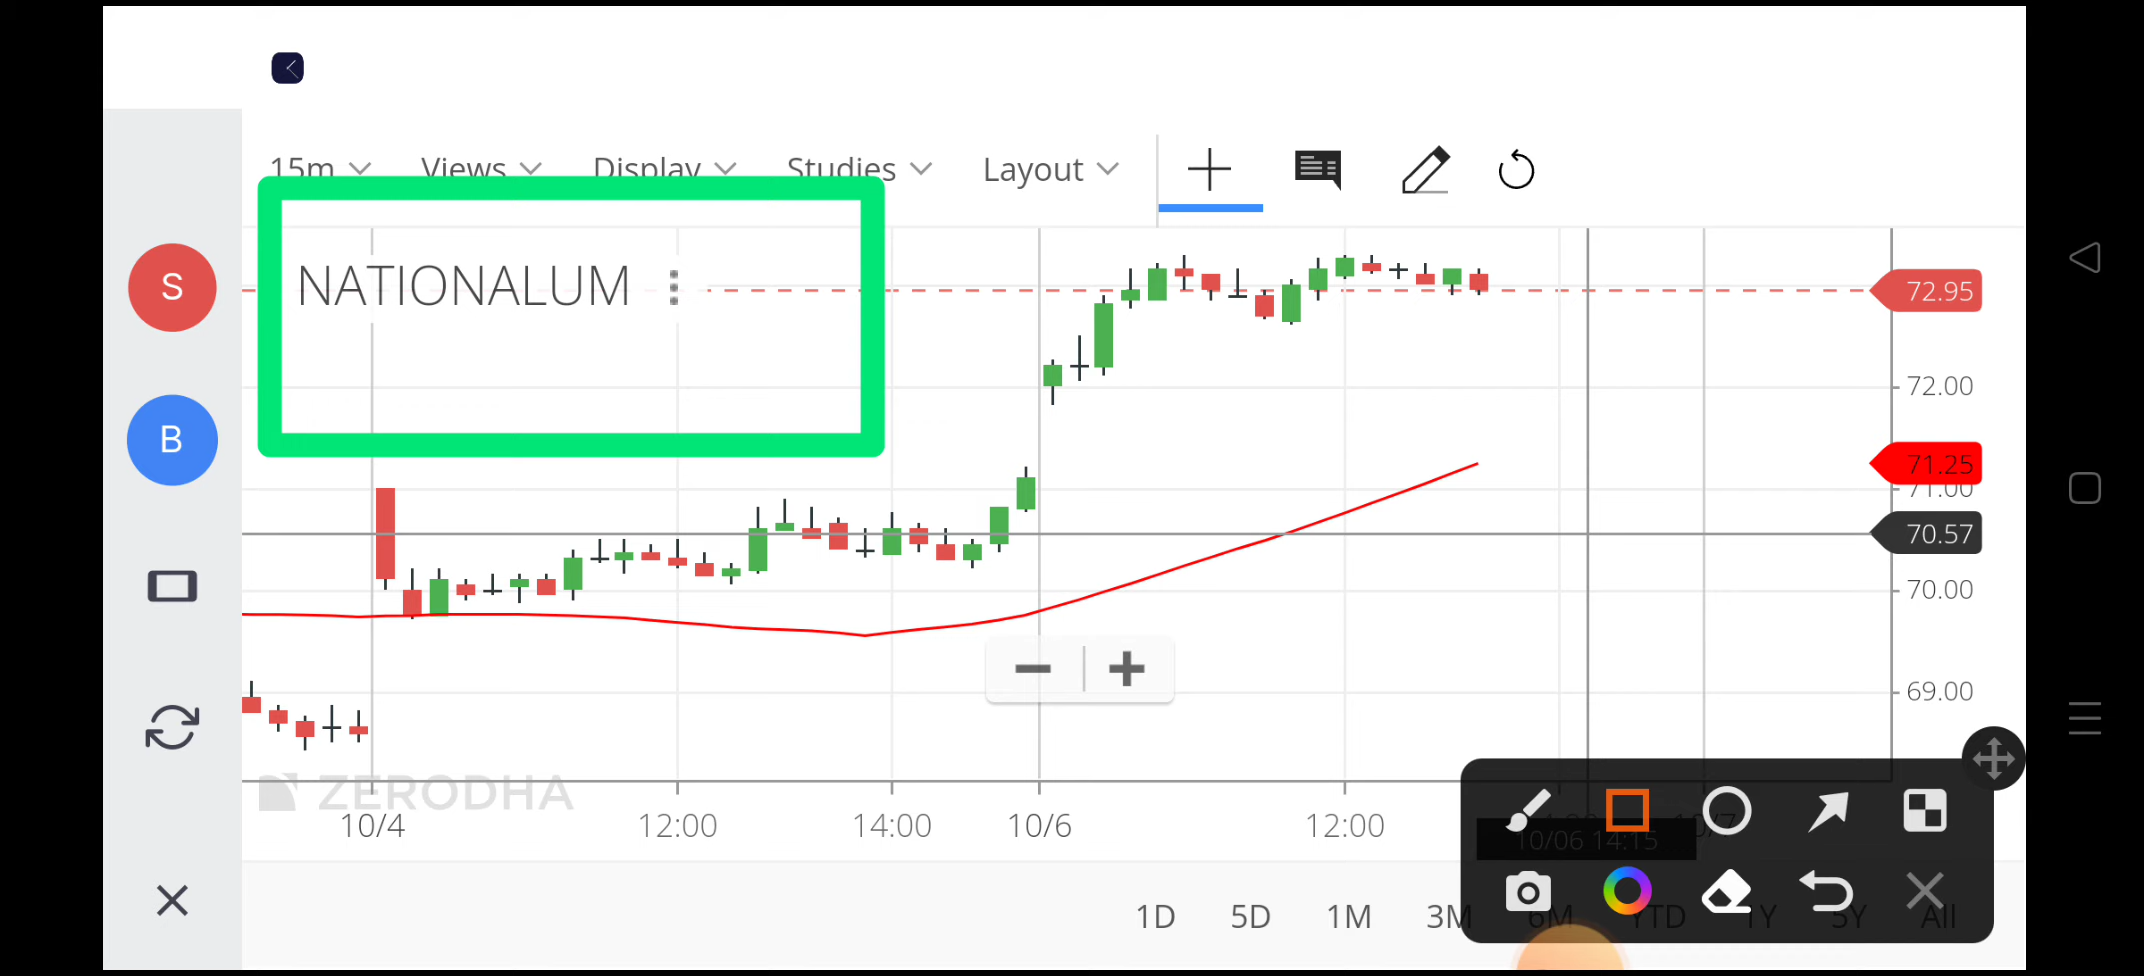 15m Views Display Studies Layout
NATIONALUM
S
B
72.95
72.00
71.25
71.00
70.57
70.00
69.00
ZERODHA
10/4 12:00 14:00 10/6 12:00
10/06 14:15
1D 5D 1M 3M 6M YTD 1Y 5Y All